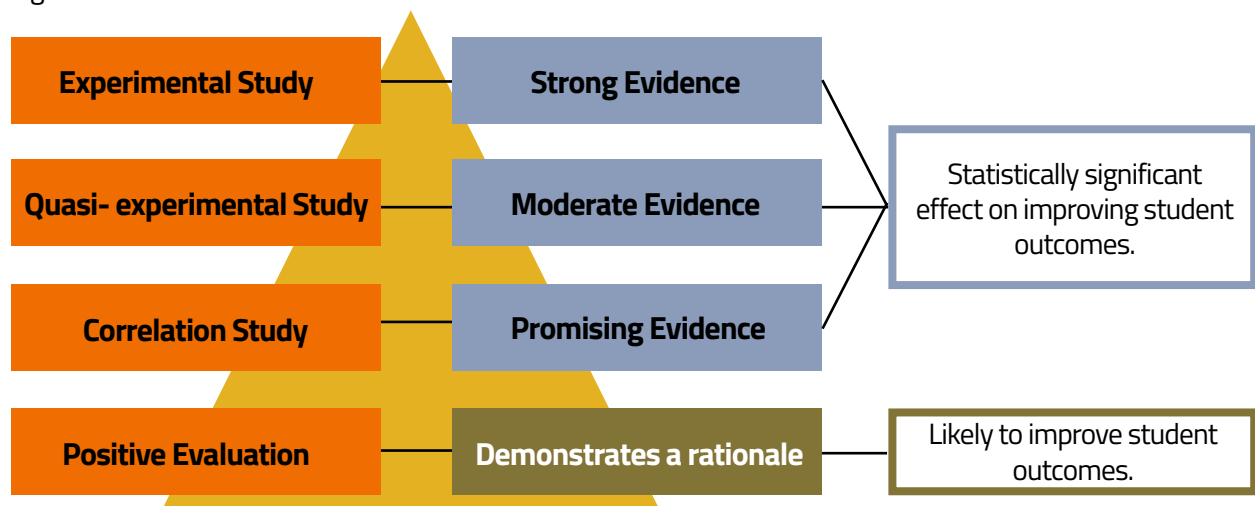 Experimental Study
Strong Evidence
Quasi- experimental Study
Moderate Evidence
Statistically significant
effect on improving student
outcomes.
Correlation Study
Promising Evidence
Positive Evaluation
Demonstrates a rationale
Likely to improve student
outcomes.